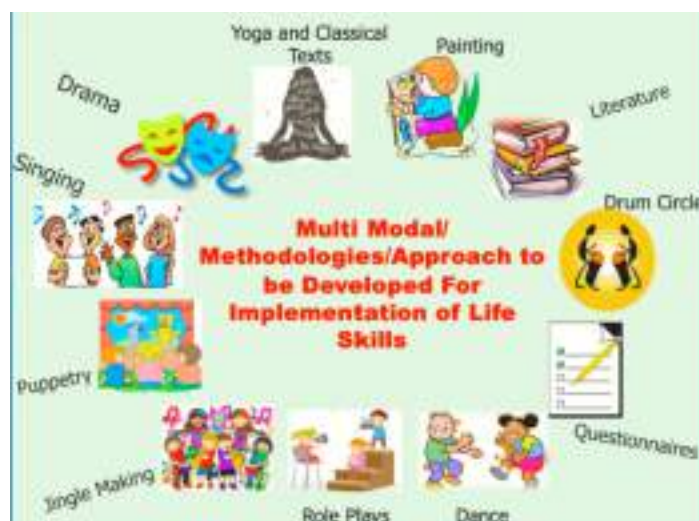 Yoga and Classical
Texts
Painting
Drama
Literature
Singing
Drum Circle
Multi Modal/
Methodologies/Approach to
be Developed For
Implementation of Life
Skills
Puppetry
Questionnaires
Jingle Making
Role Plays
Dance